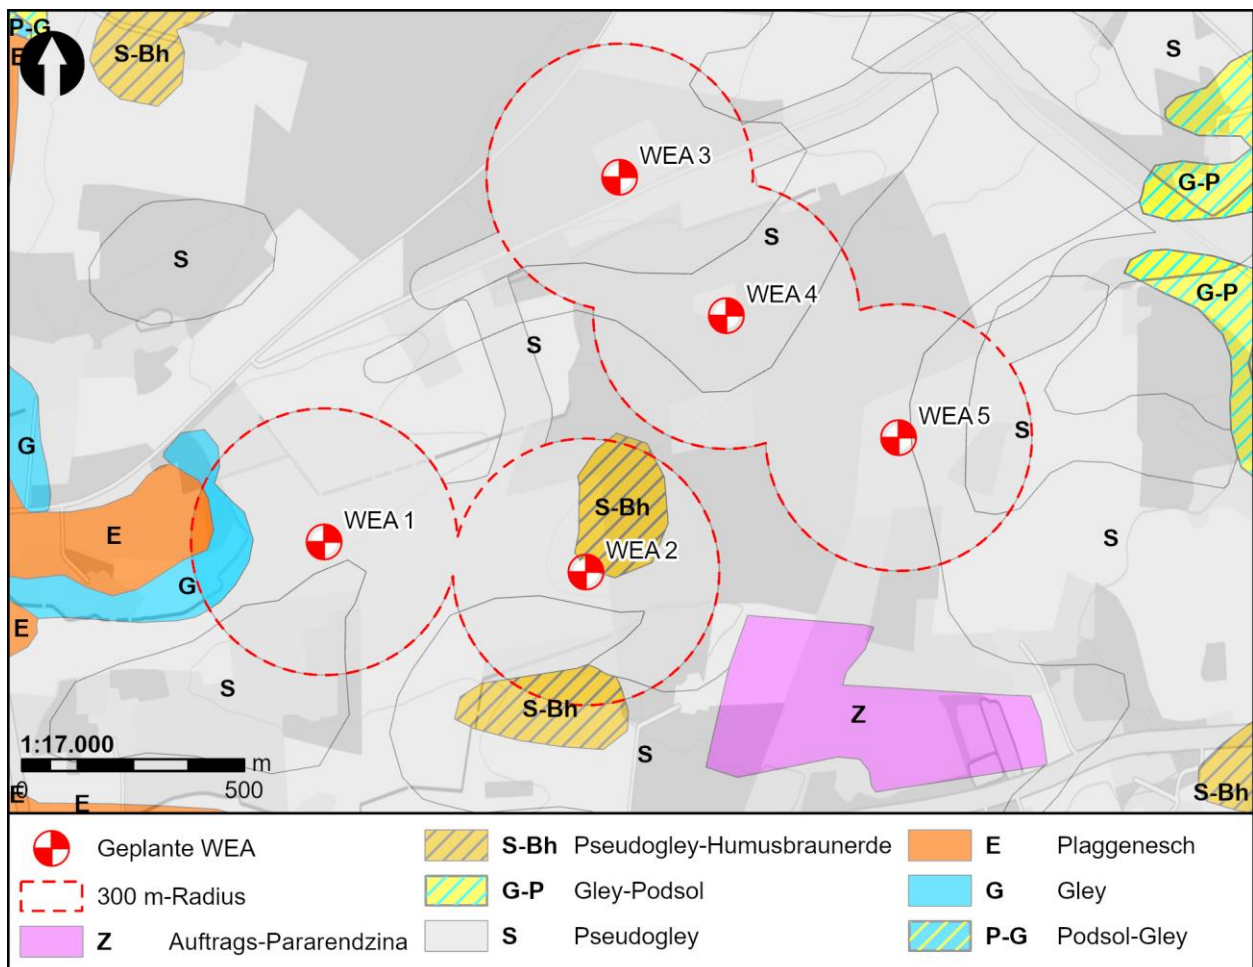 P-G
E
S-Bh
S
WEA 3
G-P
S
S
WEA 4
G-P
S
G
WEA 5
S
S-Bh
WEA 1
E
S
WEA 2
G
E
S
S-Bh
Z
S
1:17.000
m
0
500
E
E
S-Bh
Geplante WEA
S-Bh Pseudogley-Humusbraunerde
E Plaggenesch
300 m-Radius
G-P Gley-Podsol
G Gley
Z Auftrags-Pararendzina
S Pseudogley
P-G Podsol-Gley